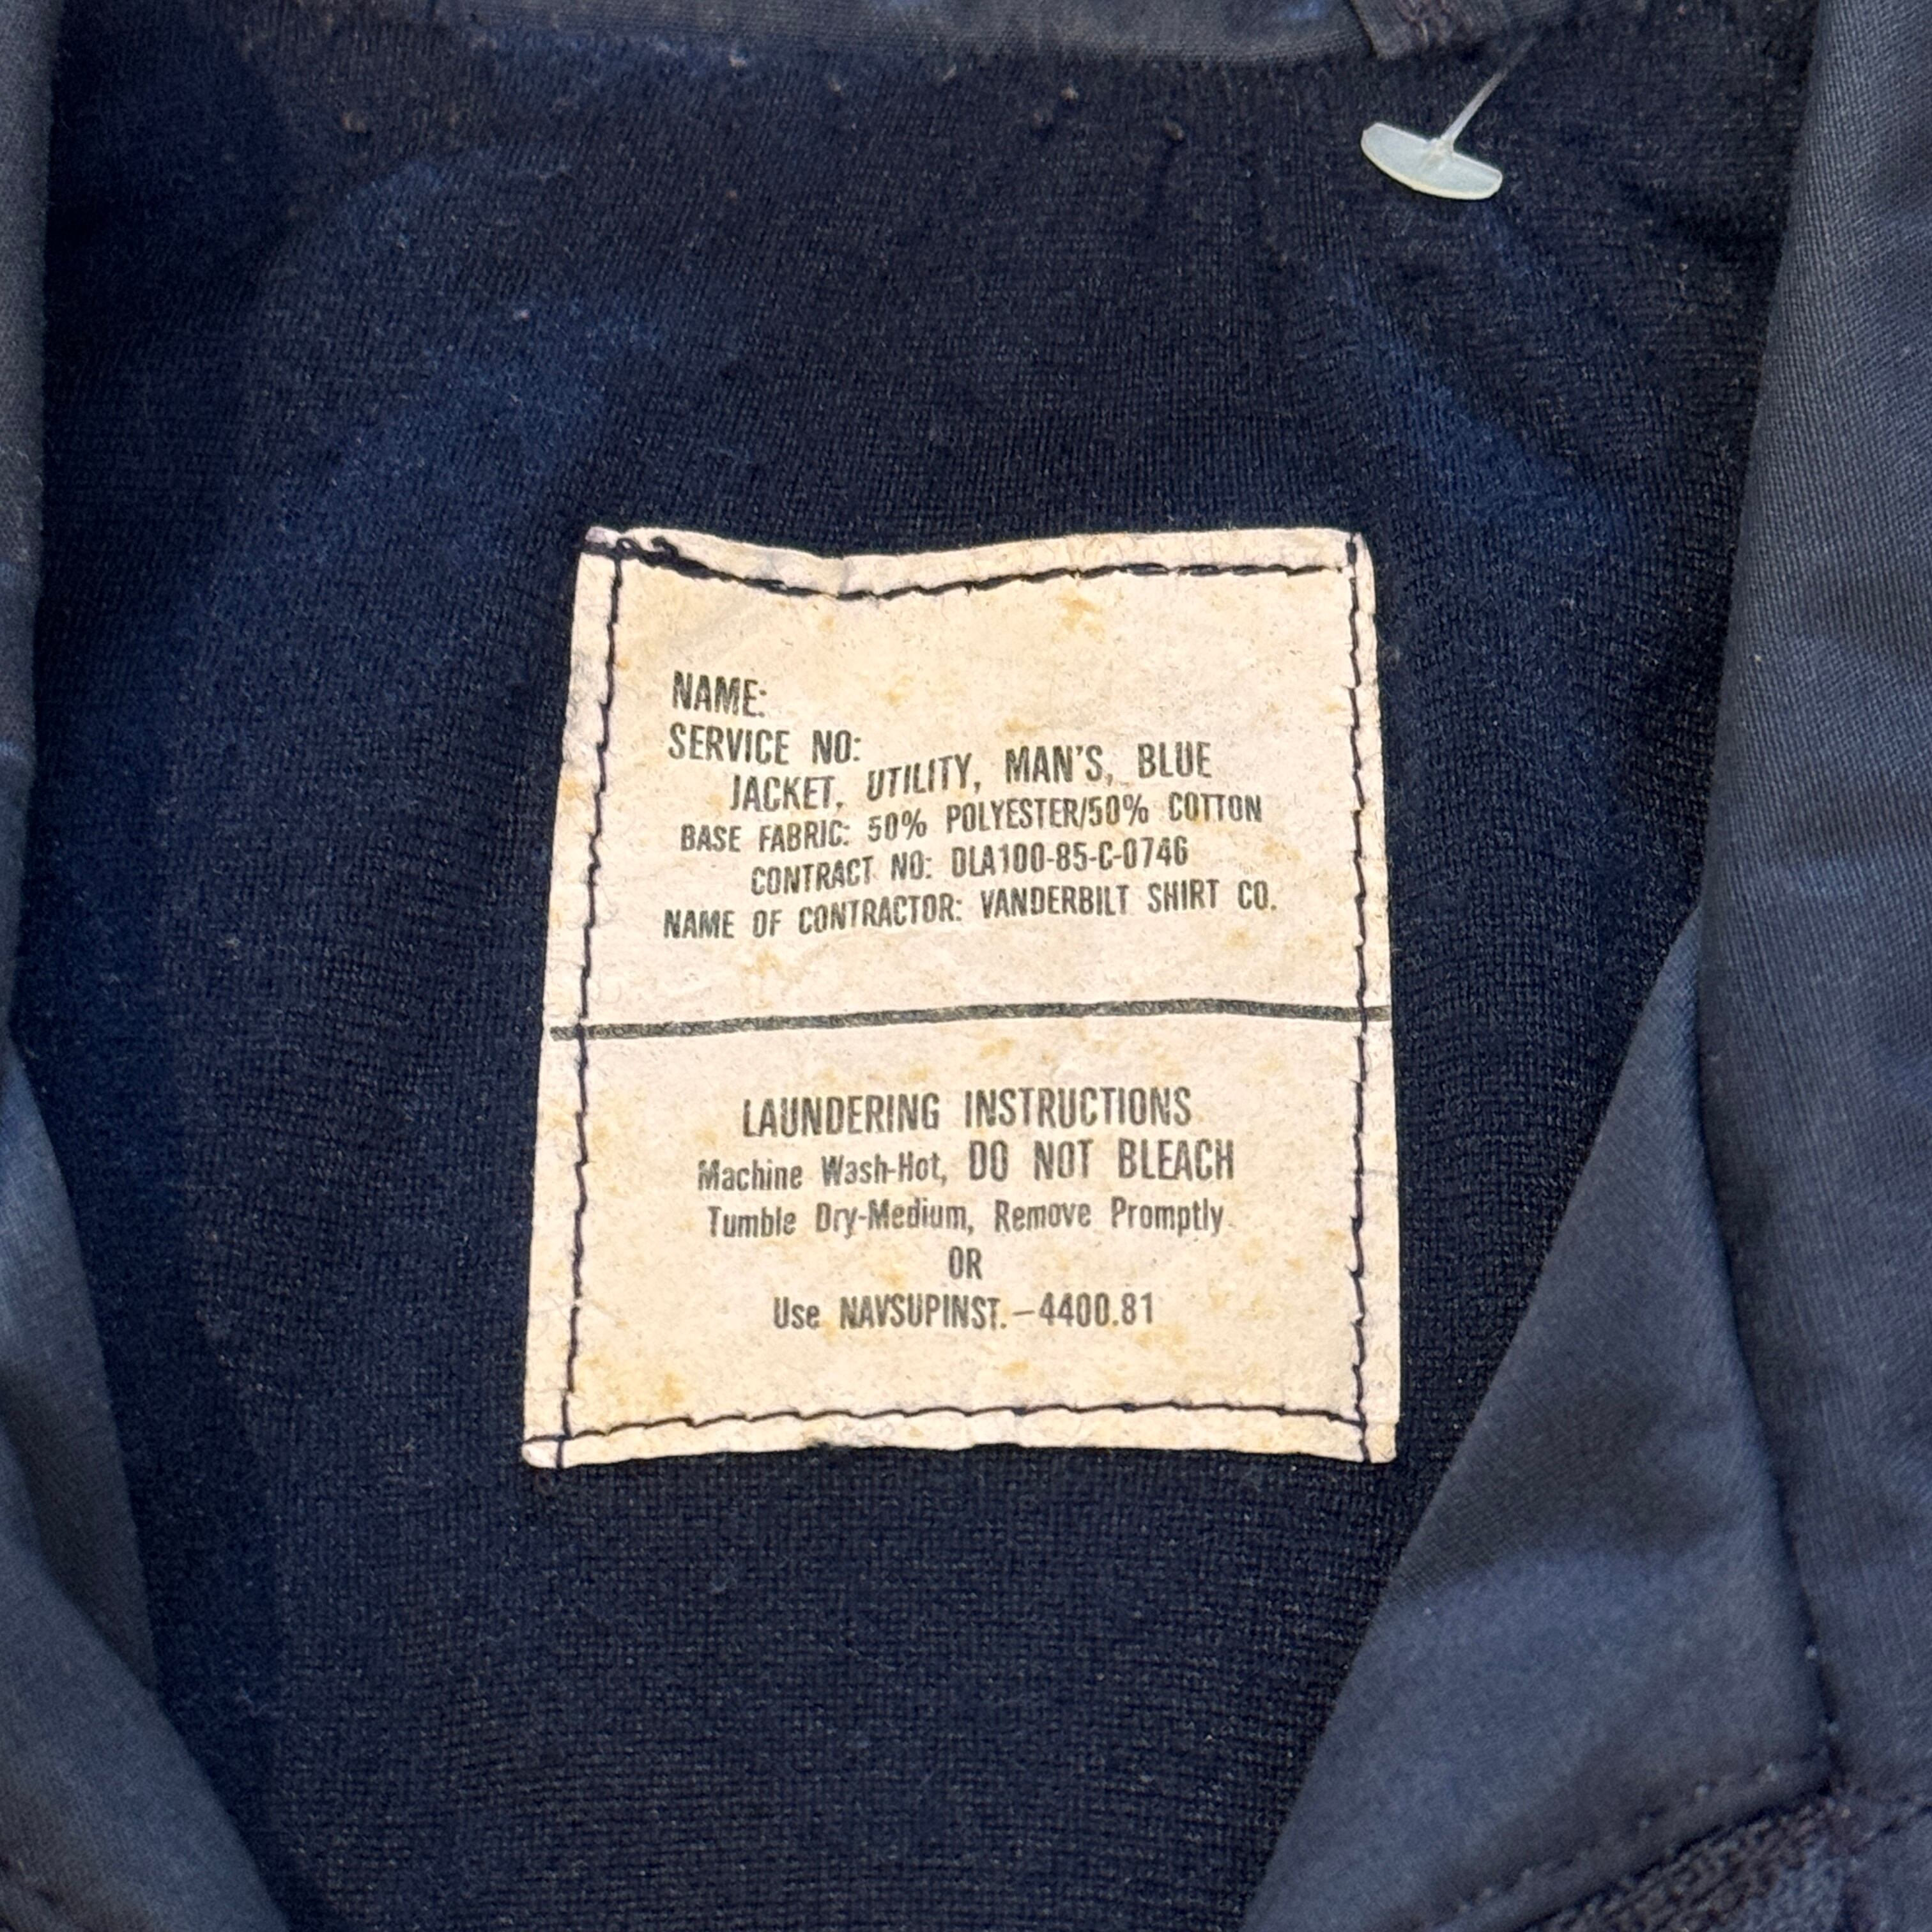 NAME:
SERVICE NO:
JACKET, UTILITY, MAN'S, BLUE
BASE FABRIC: 50% POLYESTER/50% COTTON
CONTRACT NO: DLA100-85-C-0746
NAME OF CONTRACTOR: VANDERBILT SHIRT CO.
LAUNDERING INSTRUCTIONS
Machine Wash-Hot, DO NOT BLEACH
Tumble Dry-Medium, Remove Promptly
OR
Use NAVSUPINST.-4400.81